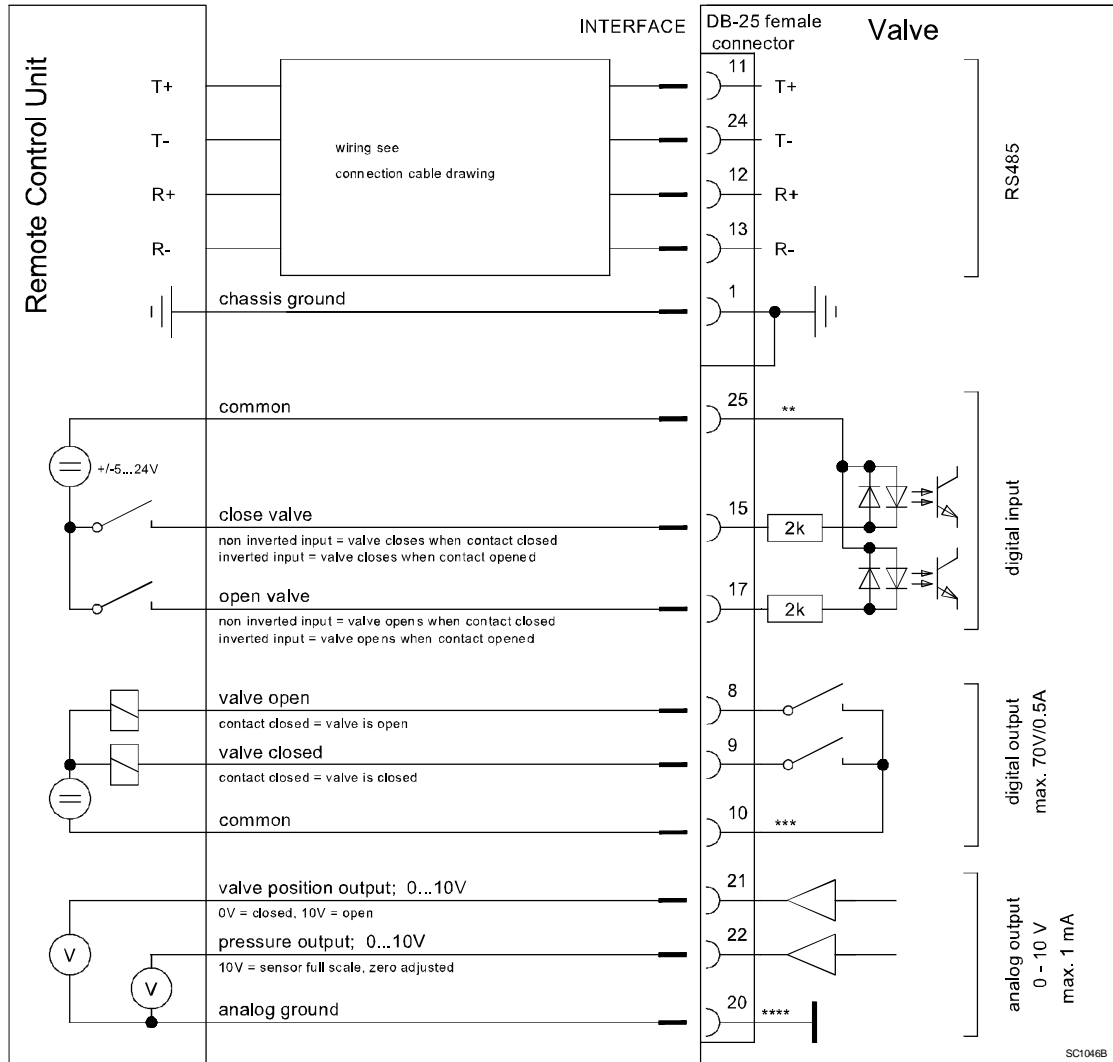 Remote Control Unit
INTERFACE
DB-25 female
connector
Valve
T+
11
T+
T-
24
T-
wiring see
connection cable drawing
R+
12
R+
R-
13
R-
RS485
chassis ground
1
common
25
**
+/-5...24V
close valve
15
2k
non inverted input = valve closes when contact closed
inverted input = valve closes when contact opened
open valve
17
2k
non inverted input = valve opens when contact closed
inverted input = valve opens when contact opened
digital input
valve open
8
contact closed = valve is open
valve closed
9
contact closed = valve is closed
common
10
***
digital output
max. 70V/0.5A
valve position output; 0...10V
21
0V = closed, 10V = open
pressure output; 0...10V
22
10V = sensor full scale, zero adjusted
V
V
analog ground
20
****
analog output
0 - 10 V
max. 1 mA
SC1046B